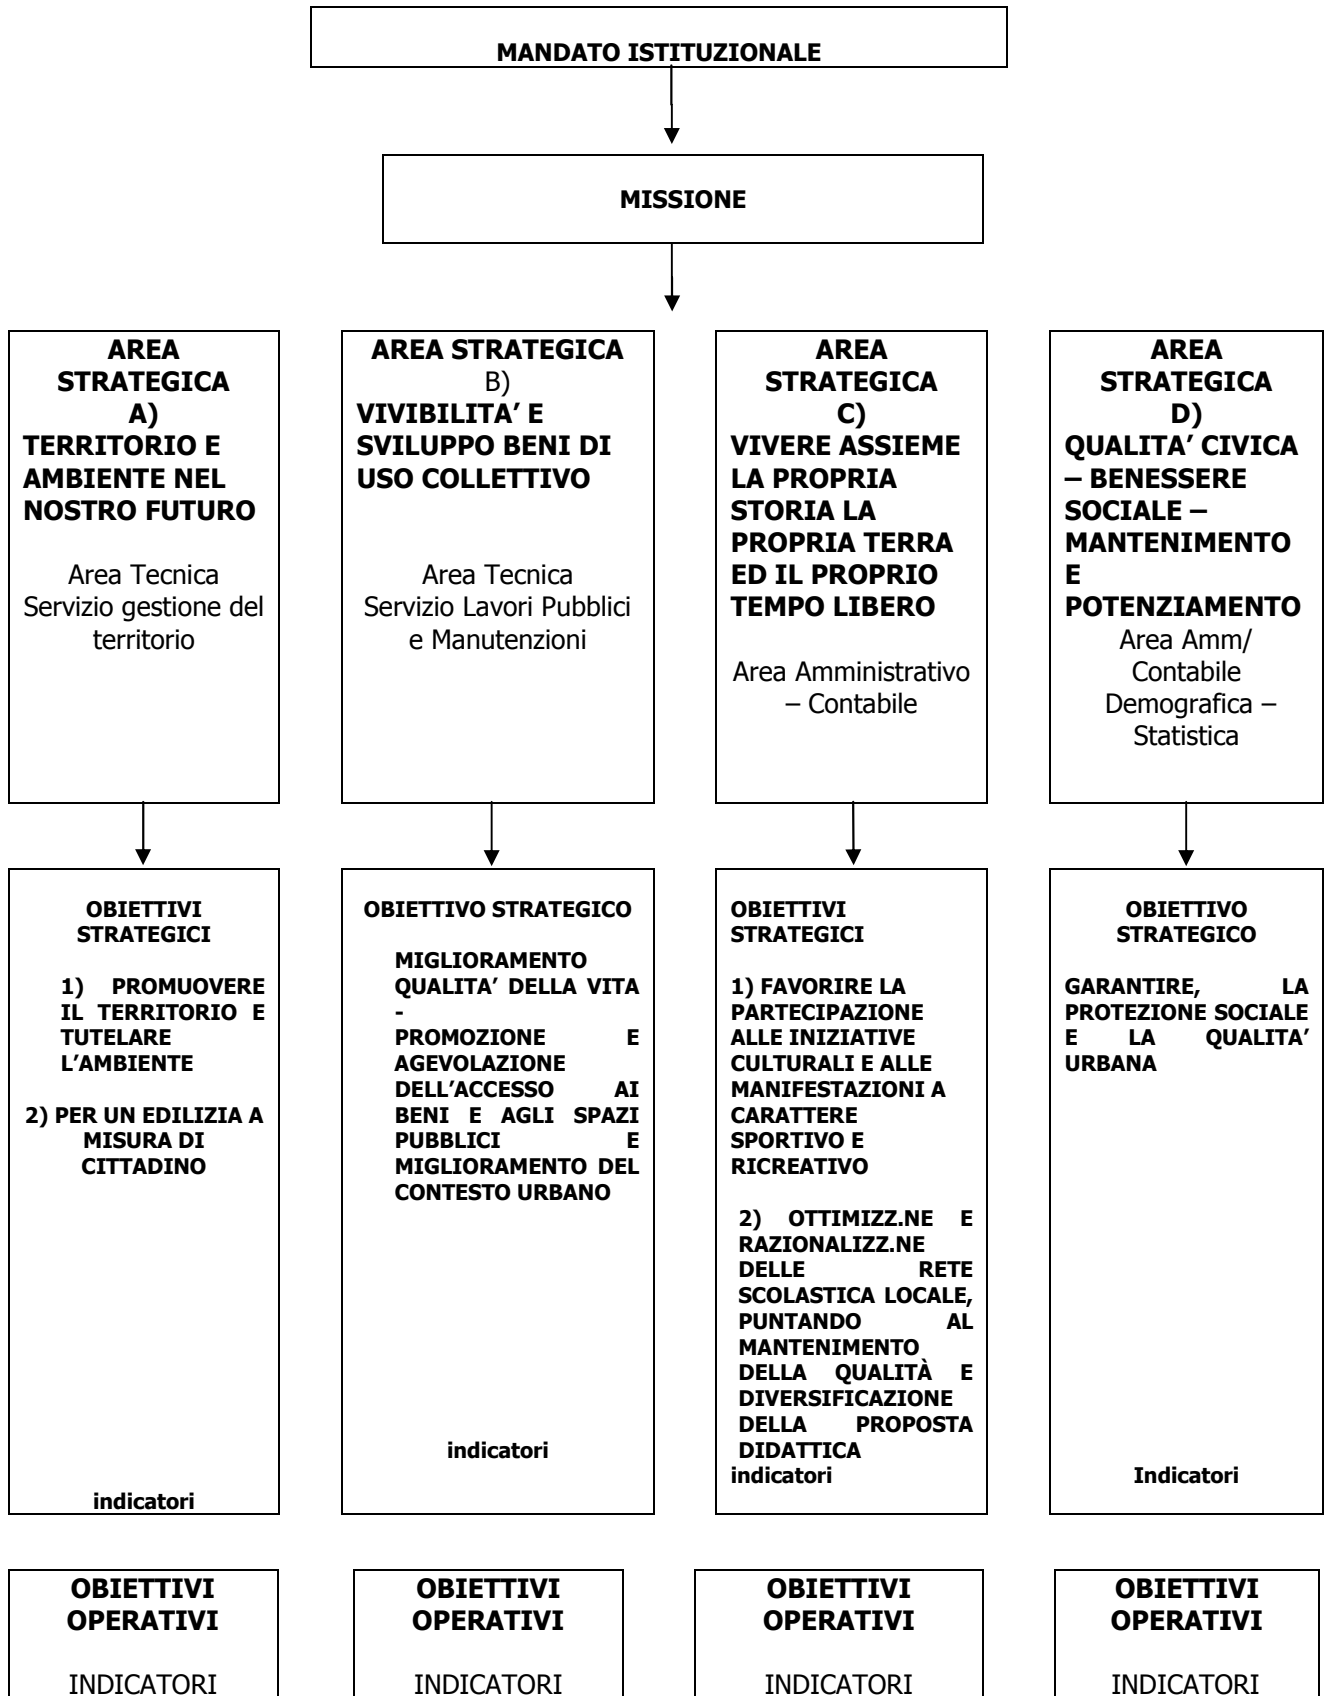 MANDATO ISTITUZIONALE
MISSIONE
AREA
STRATEGICA
A)
TERRITORIO E
AMBIENTE NEL
NOSTRO FUTURO
Area Tecnica
Servizio gestione del
territorio
AREA STRATEGICA
B)
VIVIBILITA’ E
SVILUPPO BENI DI
USO COLLETTIVO
Area Tecnica
Servizio Lavori Pubblici
e Manutenzioni
AREA
STRATEGICA
C)
VIVERE ASSIEME
LA PROPRIA
STORIA LA
PROPRIA TERRA
ED IL PROPRIO
TEMPO LIBERO
Area Amministrativo
– Contabile
AREA
STRATEGICA
D)
QUALITA’ CIVICA
– BENESSERE
SOCIALE –
MANTENIMENTO
E
POTENZIAMENTO
Area Amm/
Contabile
Demografica –
Statistica
OBIETTIVI
STRATEGICI
1) PROMUOVERE
IL TERRITORIO E
TUTELARE
L’AMBIENTE
2) PER UN EDILIZIA A
MISURA DI
CITTADINO
indicatori
OBIETTIVO STRATEGICO
MIGLIORAMENTO
QUALITA’ DELLA VITA
-
PROMOZIONE E
AGEVOLAZIONE
DELL’ACCESSO AI
BENI E AGLI SPAZI
PUBBLICI E
MIGLIORAMENTO DEL
CONTESTO URBANO
indicatori
OBIETTIVI
STRATEGICI
1) FAVORIRE LA
PARTECIPAZIONE
ALLE INIZIATIVE
CULTURALI E ALLE
MANIFESTAZIONI A
CARATTERE
SPORTIVO E
RICREATIVO
2) OTTIMIZZ.NE E
RAZIONALIZZ.NE
DELLE RETE
SCOLASTICA LOCALE,
PUNTANDO AL
MANTENIMENTO
DELLA QUALITÀ E
DIVERSIFICAZIONE
DELLA PROPOSTA
DIDATTICA
indicatori
OBIETTIVO
STRATEGICO
GARANTIRE, LA
PROTEZIONE SOCIALE
E LA QUALITA’
URBANA
Indicatori
OBIETTIVI
OPERATIVI
INDICATORI
OBIETTIVI
OPERATIVI
INDICATORI
OBIETTIVI
OPERATIVI
INDICATORI
OBIETTIVI
OPERATIVI
INDICATORI